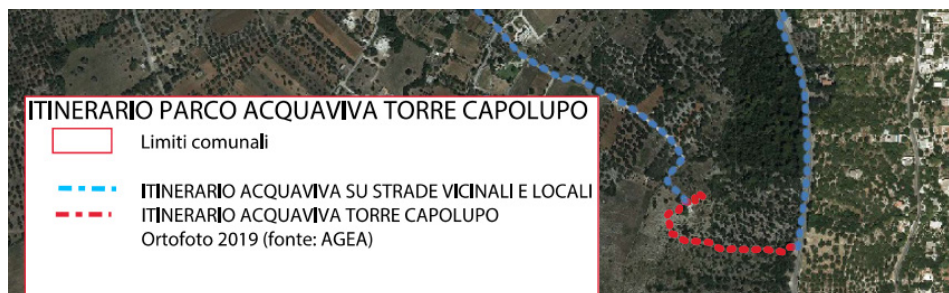 ITINERARIO PARCO ACQUAVIVA TORRE CAPOLUPO
Limiti comunali
ITINERARIO ACQUAVIVA SU STRADE VICINALI E LOCALI
ITINERARIO ACQUAVIVA TORRE CAPOLUPO
Ortofoto 2019 (fonte: AGEA)